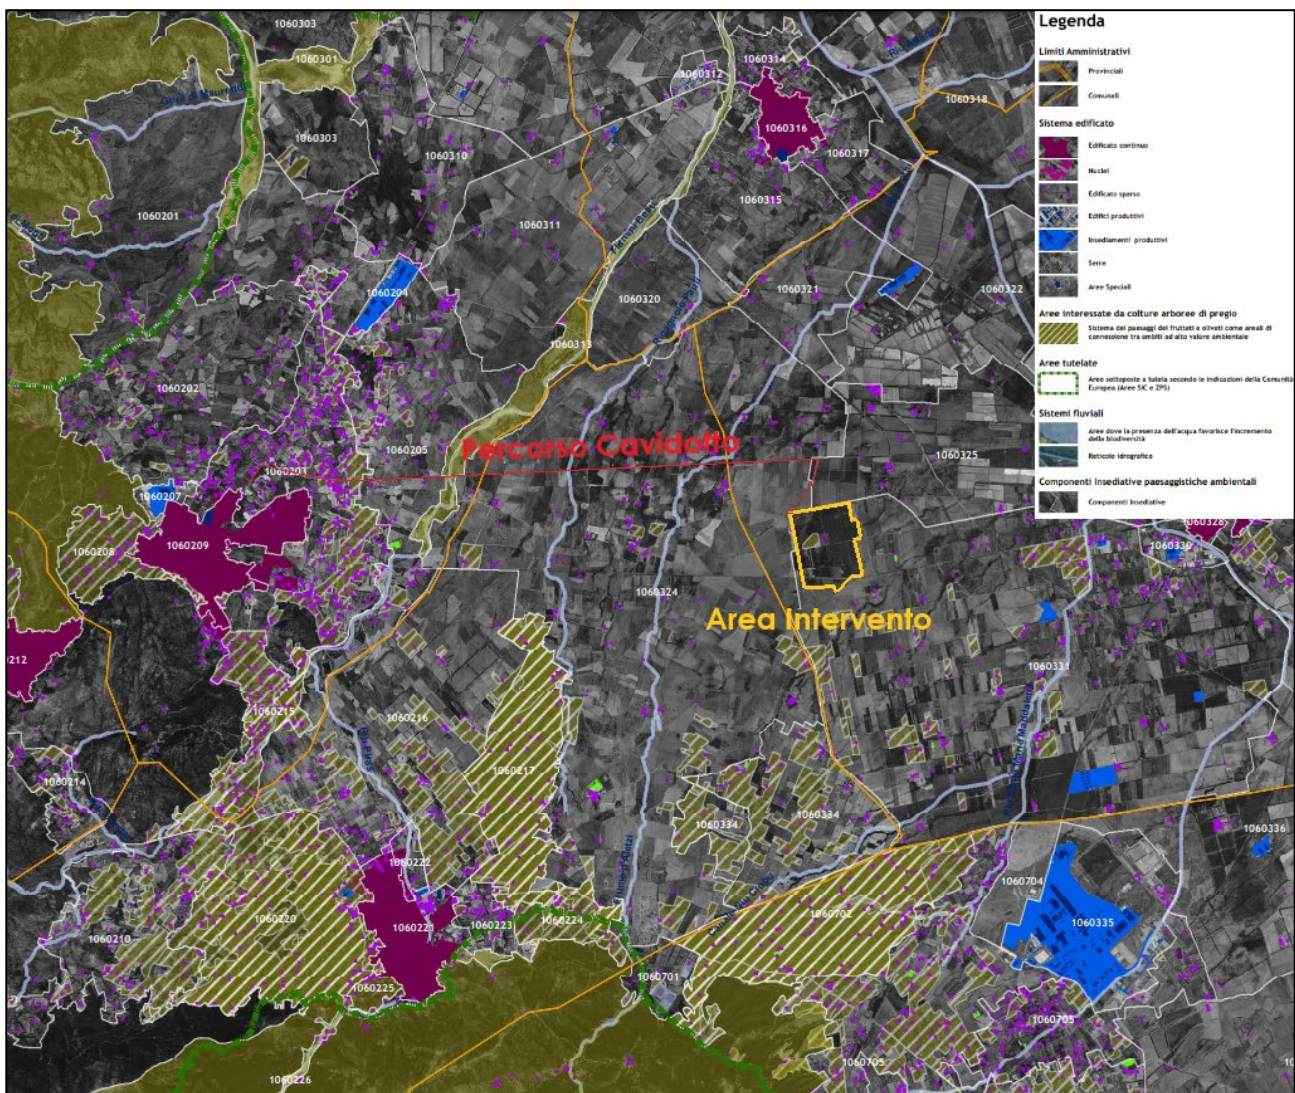 Legenda
Limiti Amministrativi
Provinciali
Comunali
Sistema edificato
Edificato continuo
Nuclei
Edificato sparso
Edifici produttivi
Insediamenti produttivi
Serre
Aree Speciali
Aree interessate da colture arboree di pregio
Sistema dei paesaggi dei frutteti e oliveti come areali di
connessione tra ambiti ad alto valore ambientale
Aree tutelate
Aree sottoposte a tutela secondo le indicazioni della Comunità
Europea (Aree SIC e ZPS)
Sistemi fluviali
Aree dove la presenza dell'acqua favorisce l'incremento
della biodiversità
Reticolo idrografico
Componenti Insediative paesaggistiche ambientali
Componenti Insediative
1060303
1060301
1060314
1060312
1060318
1060316
1060303
1060310
1060317
1060201
1060315
1060311
1060204
1060320
1060321
1060322
1060313
1060202
1060205
Percorso Cavidotto
1060325
1060203
1060207
1060209
1060208
1060328
1060330
1060324
Area Intervento
1060331
1060215
1060216
1060217
1060214
1060334
1060334
1060336
1060222
1060704
1060220
1060221
1060223
1060224
1060702
1060335
1060210
1060225
1060701
1060705
1060705
1060226